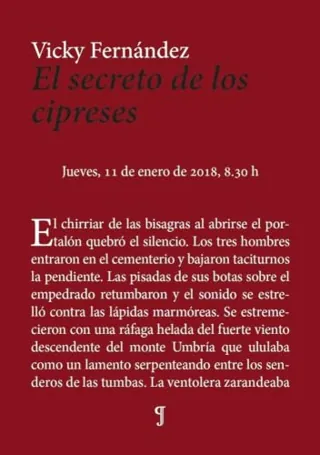 Vicky Fernández
El secreto de los
cipreses
Jueves, 11 de enero de 2018, 8.30 h
El chirriar de las bisagras al abrirse el por-
talón quebró el silencio. Los tres hombres
entraron en el cementerio y bajaron taciturnos
la pendiente. Las pisadas de sus botas sobre el
empedrado retumbaron y el sonido se estre-
lló contra las lápidas marmóreas. Se estreme-
cieron con una ráfaga helada del fuerte viento
descendente del monte Umbría que ululaba
como un lamento serpenteando entre los sen-
deros de las tumbas. La ventolera zarandeaba